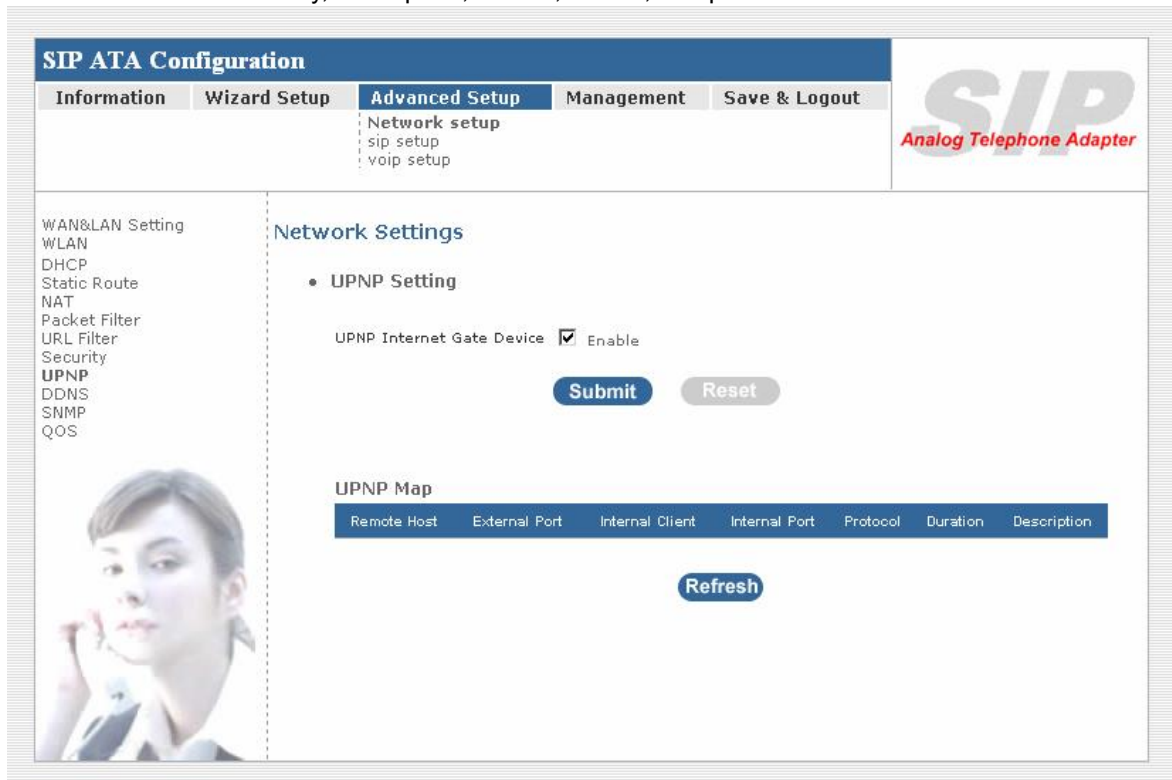 SIP ATA Configuration
Information Wizard Setup Advanced Setup Management Save & Logout
Network setup
sip setup
voip setup
SIP
Analog Telephone Adapter
WAN&LAN Setting
WLAN
DHCP
Static Route
NAT
Packet Filter
URL Filter
Security
UPNP
DDNS
SNMP
QOS
Network Settings
• UPNP Setting
UPNP Internet Gate Device Enable
Submit Reset
UPNP Map
Remote Host External Port Internal Client Internal Port Protocol Duration Description
Refresh